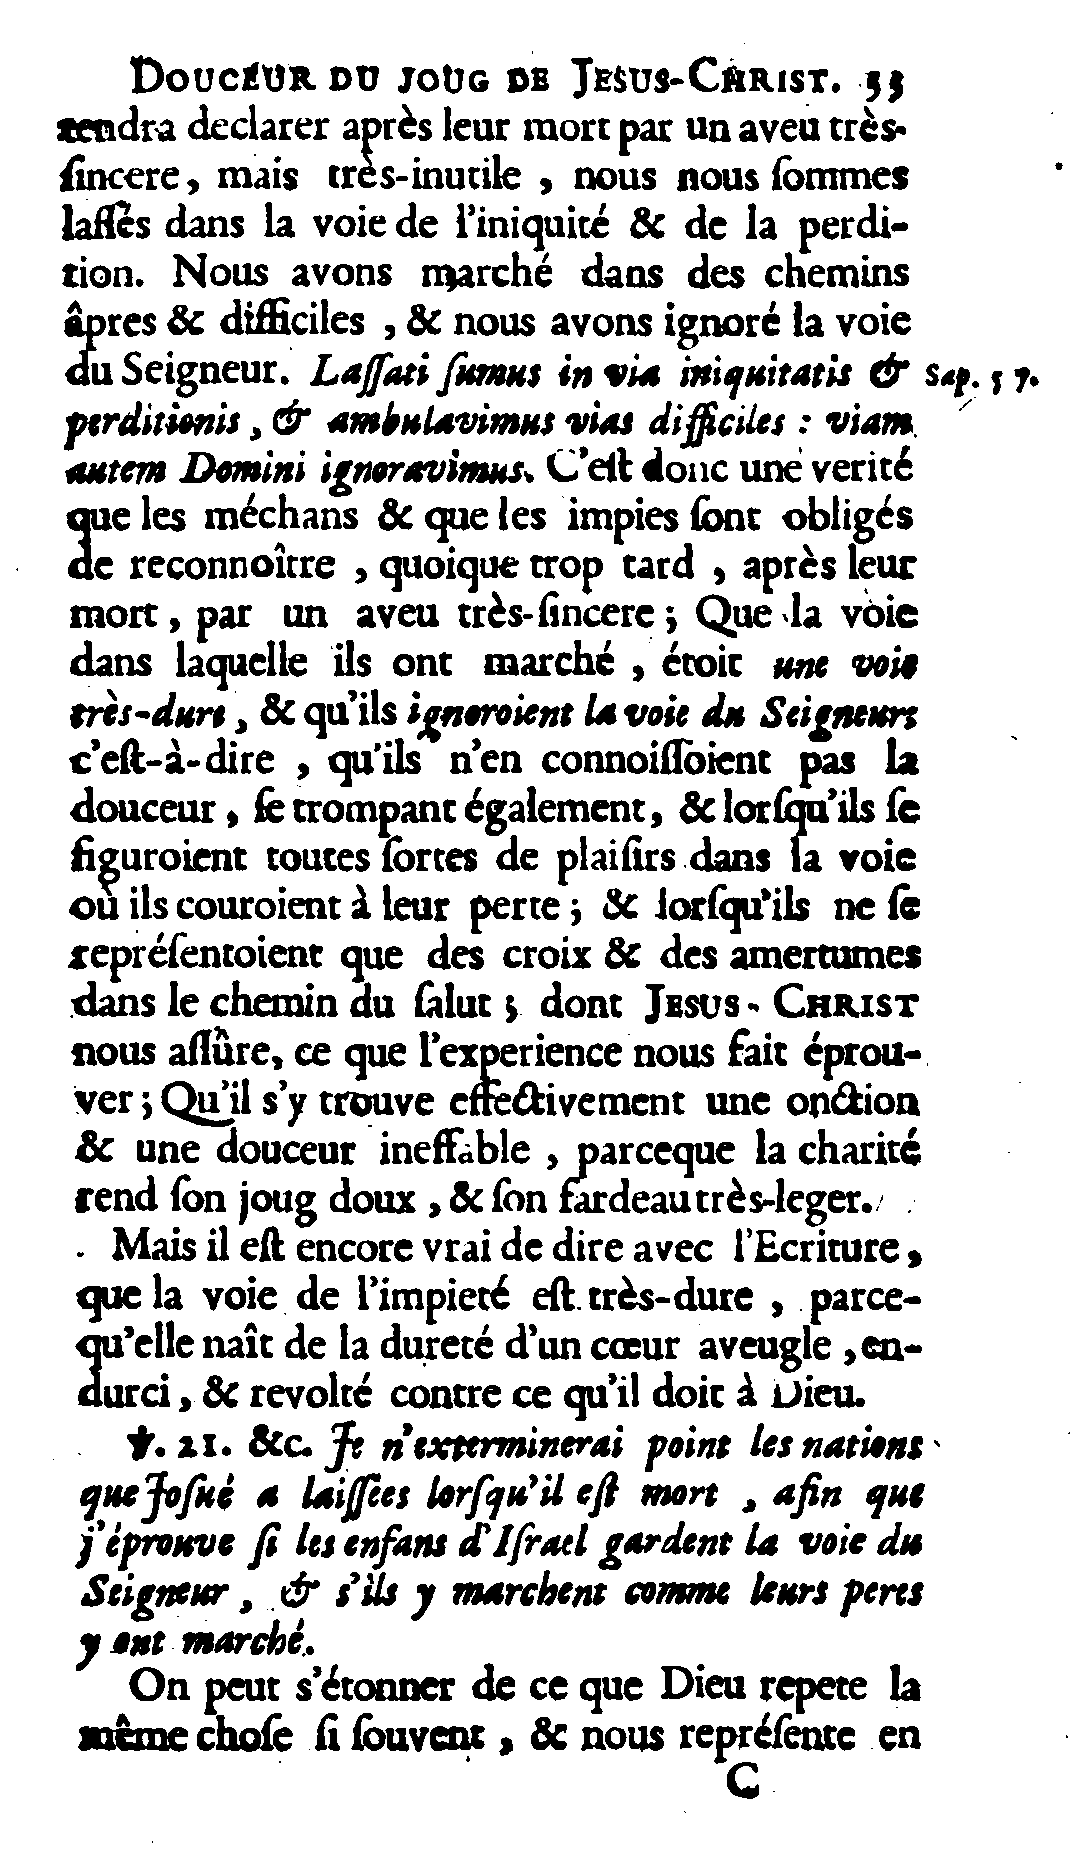 DOUCEUR DU JOUG DE JESUS-CHRIST. 53
tendra declarer après leur mort par un aveu très-
ſincere, mais très-inutile, nous nous ſommes
laſſés dans la voie de l'iniquité & de la perdi-
tion. Nous avons marché dans des chemins
âpres & difficiles, & nous avons ignoré la voie
du Seigneur. Laſſati ſumus in via iniquitatis & Sap. 5 7.
perditionis, & ambulavimus vias difficiles : viam
autem Domini ignoravimus. C'eſt donc une verité
que les méchans & que les impies ſont obligés
de reconnoître, quoique trop tard, après leur
mort, par un aveu très-ſincere; Que la voie
dans laquelle ils ont marché, étoit une voie
très-dure, & qu'ils ignoroient la voie du Seigneur;
c'eſt-à-dire, qu'ils n'en connoiſſoient pas la
douceur, ſe trompant également, & lorſqu'ils ſe
figuroient toutes ſortes de plaiſirs dans la voie
où ils couroient à leur perte; & lorſqu'ils ne ſe
repréſentoient que des croix & des amertumes
dans le chemin du ſalut; dont JESUS-CHRIST
nous aſſûre, ce que l'experience nous fait éprou-
ver; Qu'il s'y trouve effectivement une onction
& une douceur ineffable, parceque la charité
rend ſon joug doux, & ſon fardeau très-leger.
Mais il eſt encore vrai de dire avec l'Ecriture,
que la voie de l'impieté eſt très-dure, parce-
qu'elle naît de la dureté d'un cœur aveugle, en-
durci, & revolté contre ce qu'il doit à Dieu.
℣. 21. &c. Je n'exterminerai point les nations
que Joſué a laiſſées lorſqu'il eſt mort, afin que
j'éprouve ſi les enfans d'Iſrael gardent la voie du
Seigneur, & s'ils y marchent comme leurs peres
y ont marché.
On peut s'étonner de ce que Dieu repete la
même choſe ſi ſouvent, & nous repréſente en
C